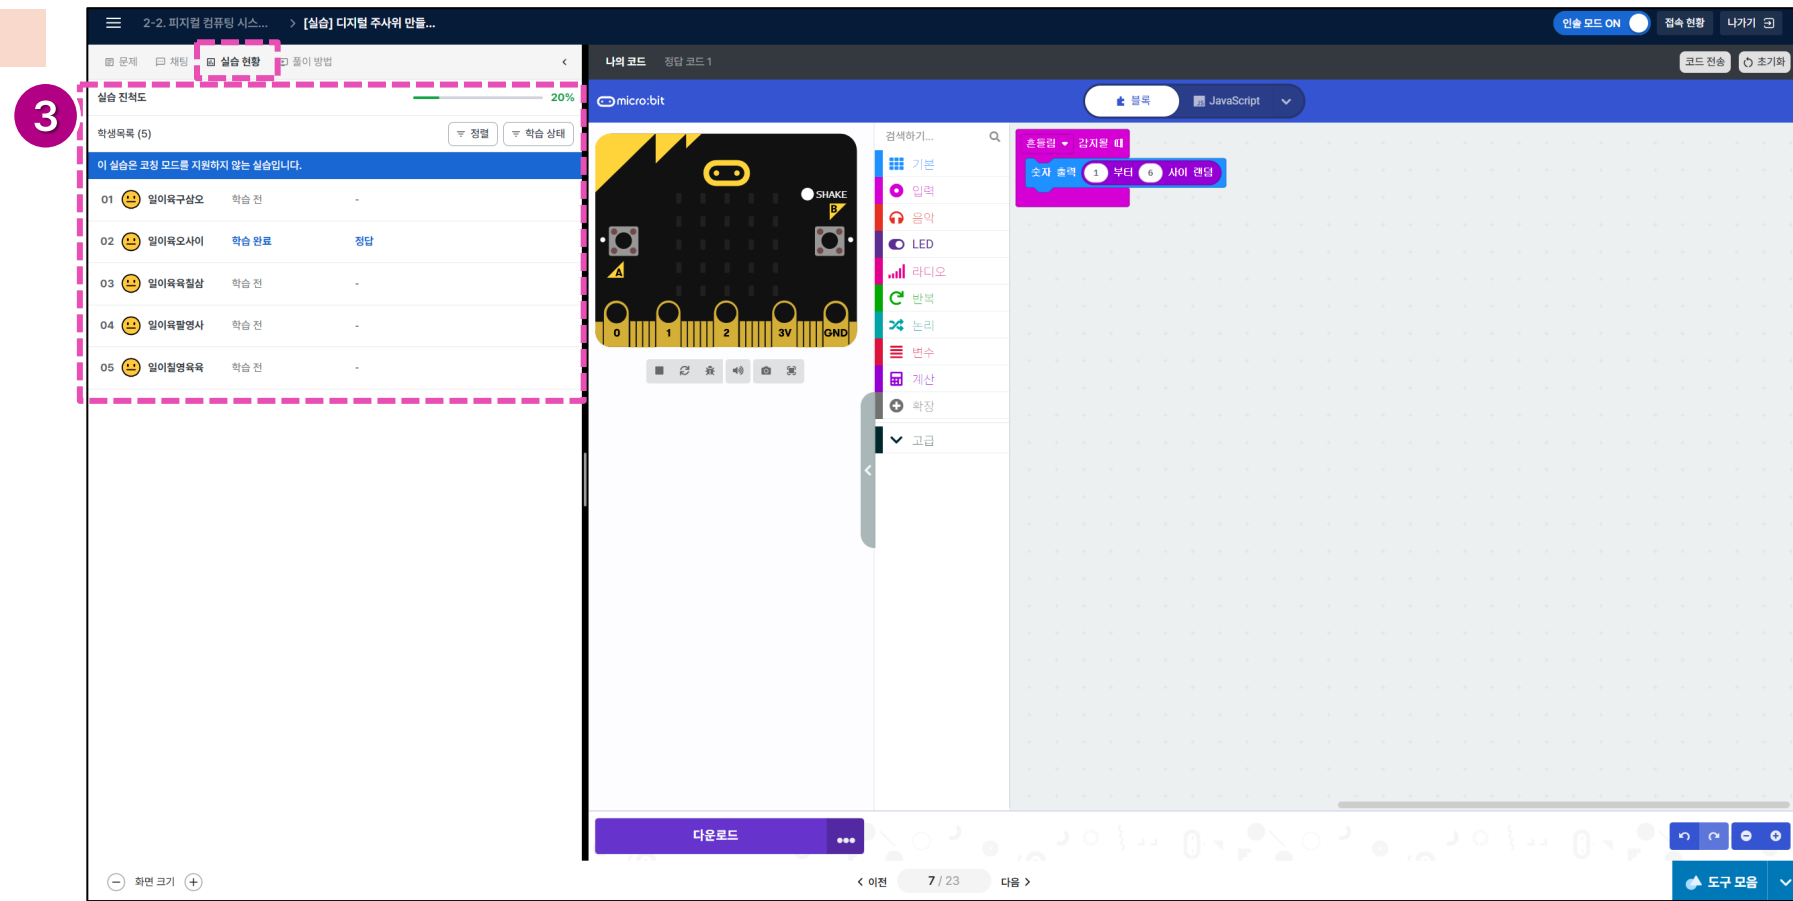 2-2. 피지컬 컴퓨팅 시스... > [실습] 디지털 주사위 만들...
인솔 모드 ON 접속 현황 나가기
문제 채팅 실습 현황 풀이 방법
나의 코드 정답 코드 1
코드 전송 초기화
3
실습 진척도 20%
학생목록 (5) 정렬 학습 상태
이 실습은 코칭 모드를 지원하지 않는 실습입니다.
01 일이육구삼오 학습 전 -
02 일이육오사이 학습 완료 정답
03 일이육육칠삼 학습 전 -
04 일이육팔영사 학습 전 -
05 일이칠영육육 학습 전 -
micro:bit
블록 JS JavaScript
SHAKE
B
A
0 1 2 3V GND
검색하기...
기본
입력
음악
LED
라디오
반복
논리
변수
계산
확장
고급
흔들림 감지될 때
숫자 출력 1 부터 6 사이 랜덤
다운로드
화면 크기
이전 7 / 23 다음
도구 모음